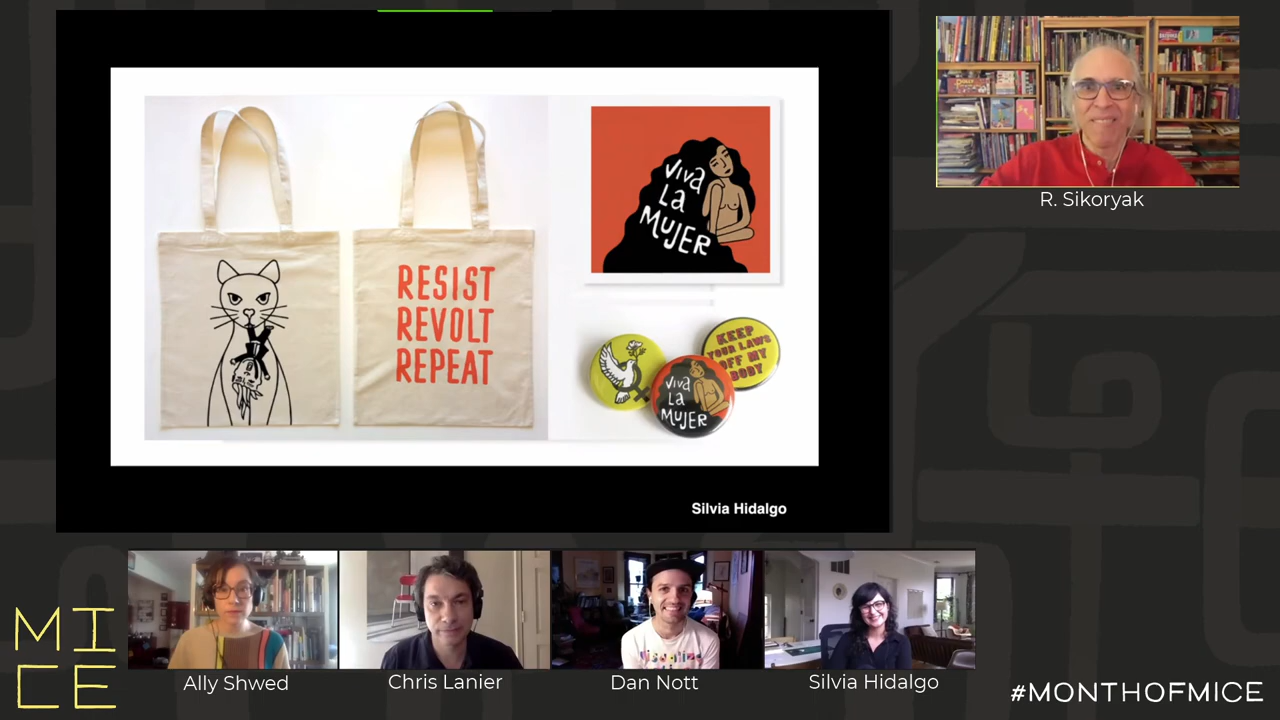 RESIST
REVOLT
REPEAT
VIVA
LA
MUJER
KEEP
YOUR LAWS
OFF MY
BODY
VIVA
LA
MUJER
Silvia Hidalgo
R. Sikoryak
Ally Shwed
Chris Lanier
Dan Nott
Silvia Hidalgo
MI
CE
#MONTHOFMICE